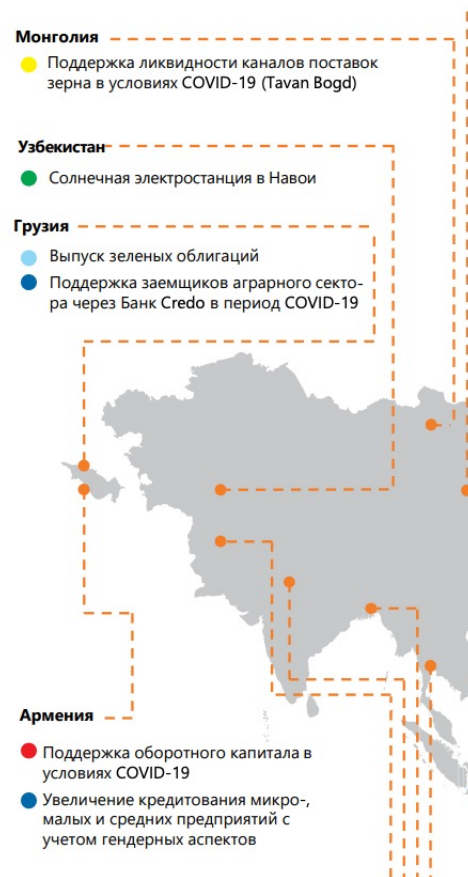 Монголия
Поддержка ликвидности каналов поставок
зерна в условиях COVID-19 (Tavan Bogd)
Узбекистан
Солнечная электростанция в Навои
Грузия
Выпуск зеленых облигаций
Поддержка заемщиков аграрного секто-
ра через Банк Credo в период COVID-19
Армения
Поддержка оборотного капитала в
условиях COVID-19
Увеличение кредитования микро-,
малых и средних предприятий с
учетом гендерных аспектов